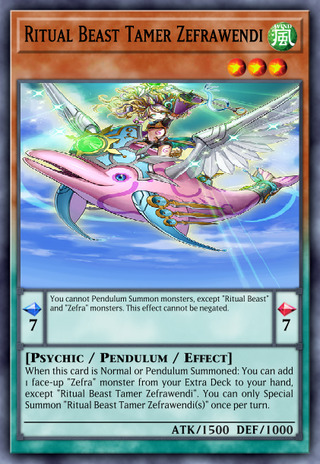 Ritual Beast Tamer Zefrawendi
WIND
風
You cannot Pendulum Summon monsters, except "Ritual Beast"
and "Zefra" monsters. This effect cannot be negated.
7
7
[Psychic / Pendulum / Effect]
When this card is Normal or Pendulum Summoned: You can add
1 face-up "Zefra" monster from your Extra Deck to your hand,
except "Ritual Beast Tamer Zefrawendi". You can only Special
Summon "Ritual Beast Tamer Zefrawendi(s)" once per turn.
ATK/1500 DEF/1000